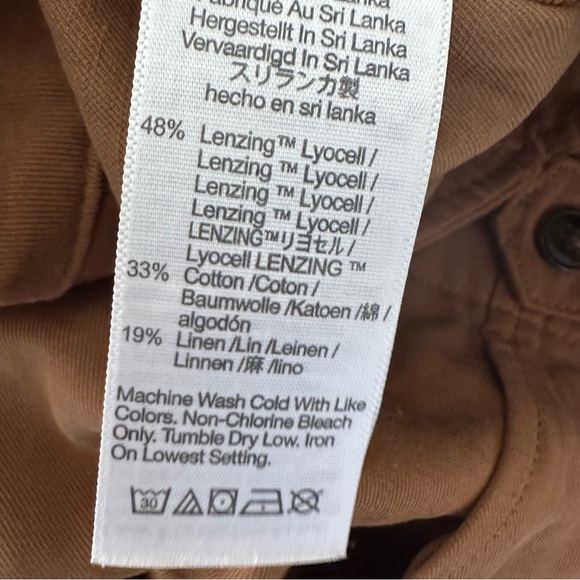 Fabriqué Au Sri Lanka
Hergestellt In Sri Lanka
Vervaardigd In Sri Lanka
スリランカ製
hecho en sri lanka
48% Lenzing™ Lyocell /
Lenzing ™ Lyocell /
Lenzing ™ Lyocell /
Lenzing ™ Lyocell /
LENZING™リヨセル /
Lyocell LENZING ™
33% Cotton /Coton /
Baumwolle /Katoen /綿 /
algodón
19% Linen /Lin /Leinen /
Linnen /麻 /lino
Machine Wash Cold With Like
Colors. Non-Chlorine Bleach
Only. Tumble Dry Low. Iron
On Lowest Setting.
30